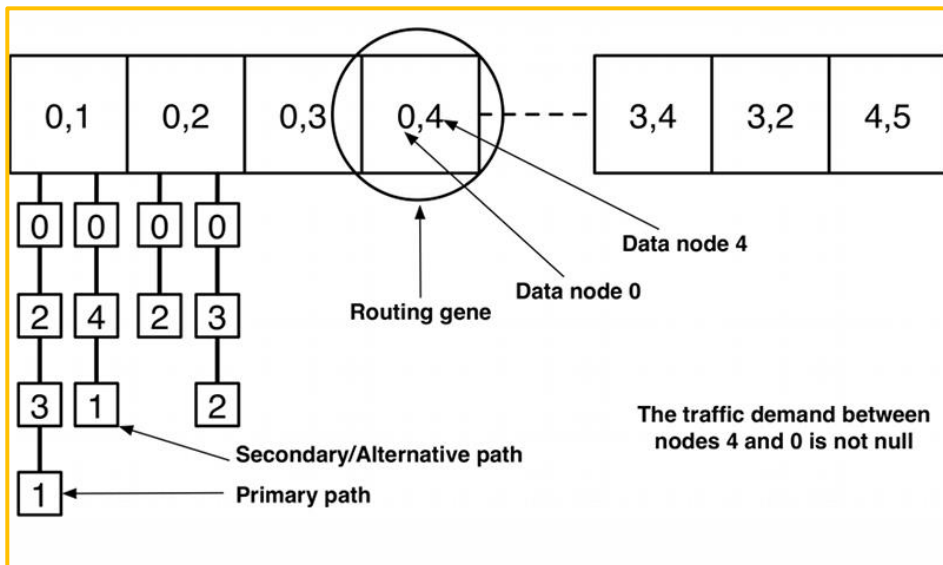 0,1 0,2 0,3 0,4 3,4 3,2 4,5
0 0 0 0
Data node 4
Data node 0
Routing gene
2 4 2 3
3 1 2
The traffic demand between
nodes 4 and 0 is not null
Secondary/Alternative path
1 Primary path